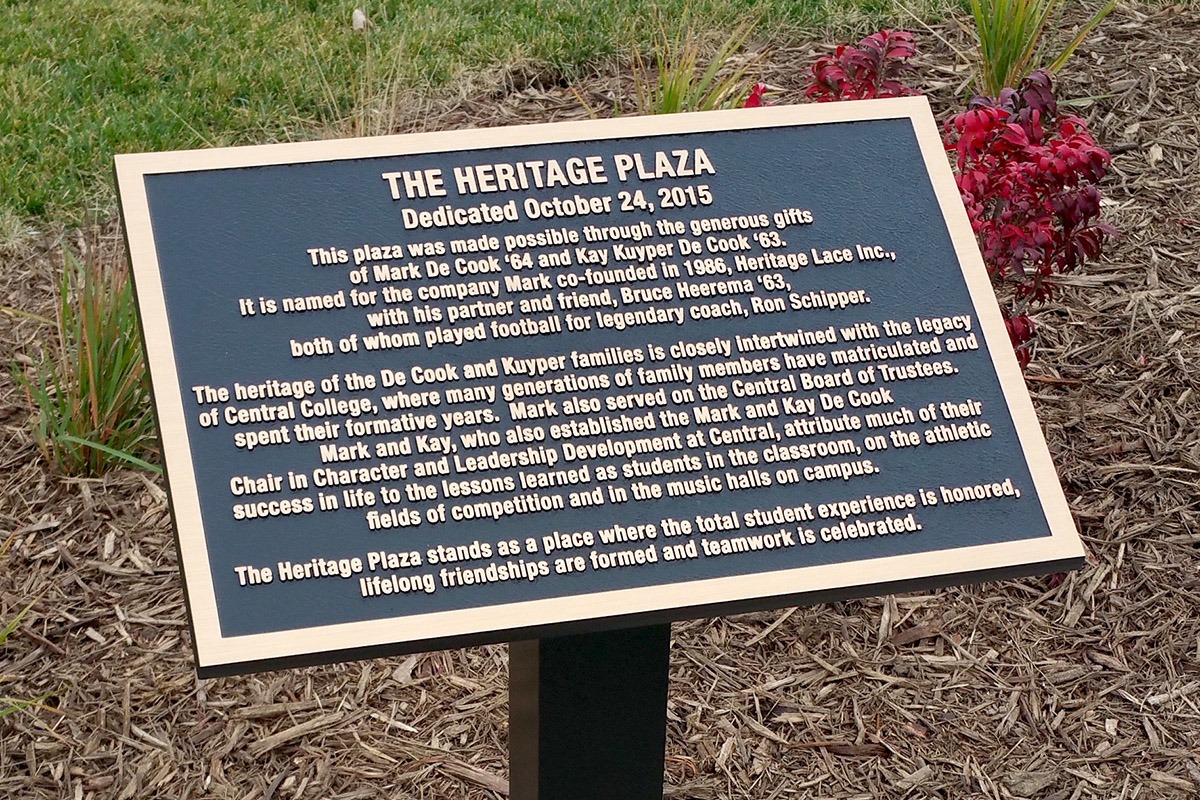 THE HERITAGE PLAZA
Dedicated October 24, 2015
This plaza was made possible through the generous gifts
of Mark De Cook ‘64 and Kay Kuyper De Cook ‘63.
It is named for the company Mark co-founded in 1986, Heritage Lace Inc.,
with his partner and friend, Bruce Heerema ‘63,
both of whom played football for legendary coach, Ron Schipper.
The heritage of the De Cook and Kuyper families is closely intertwined with the legacy
of Central College, where many generations of family members have matriculated and
spent their formative years. Mark also served on the Central Board of Trustees.
Mark and Kay, who also established the Mark and Kay De Cook
Chair in Character and Leadership Development at Central, attribute much of their
success in life to the lessons learned as students in the classroom, on the athletic
fields of competition and in the music halls on campus.
The Heritage Plaza stands as a place where the total student experience is honored,
lifelong friendships are formed and teamwork is celebrated.